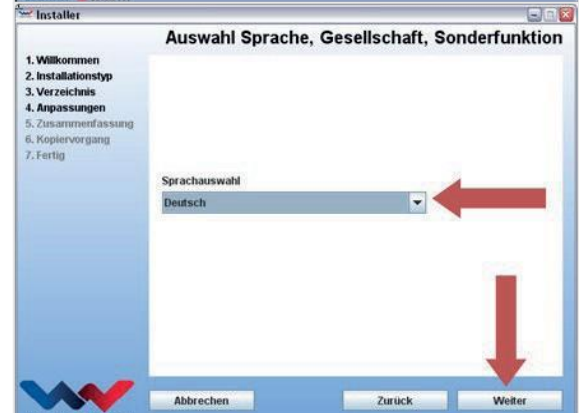 Installer
Auswahl Sprache, Gesellschaft, Sonderfunktion
1. Willkommen
2. Installationstyp
3. Verzeichnis
4. Anpassungen
5. Zusammenfassung
6. Kopiervorgang
7. Fertig
Sprachauswahl
Deutsch
Abbrechen
Zurück
Weiter